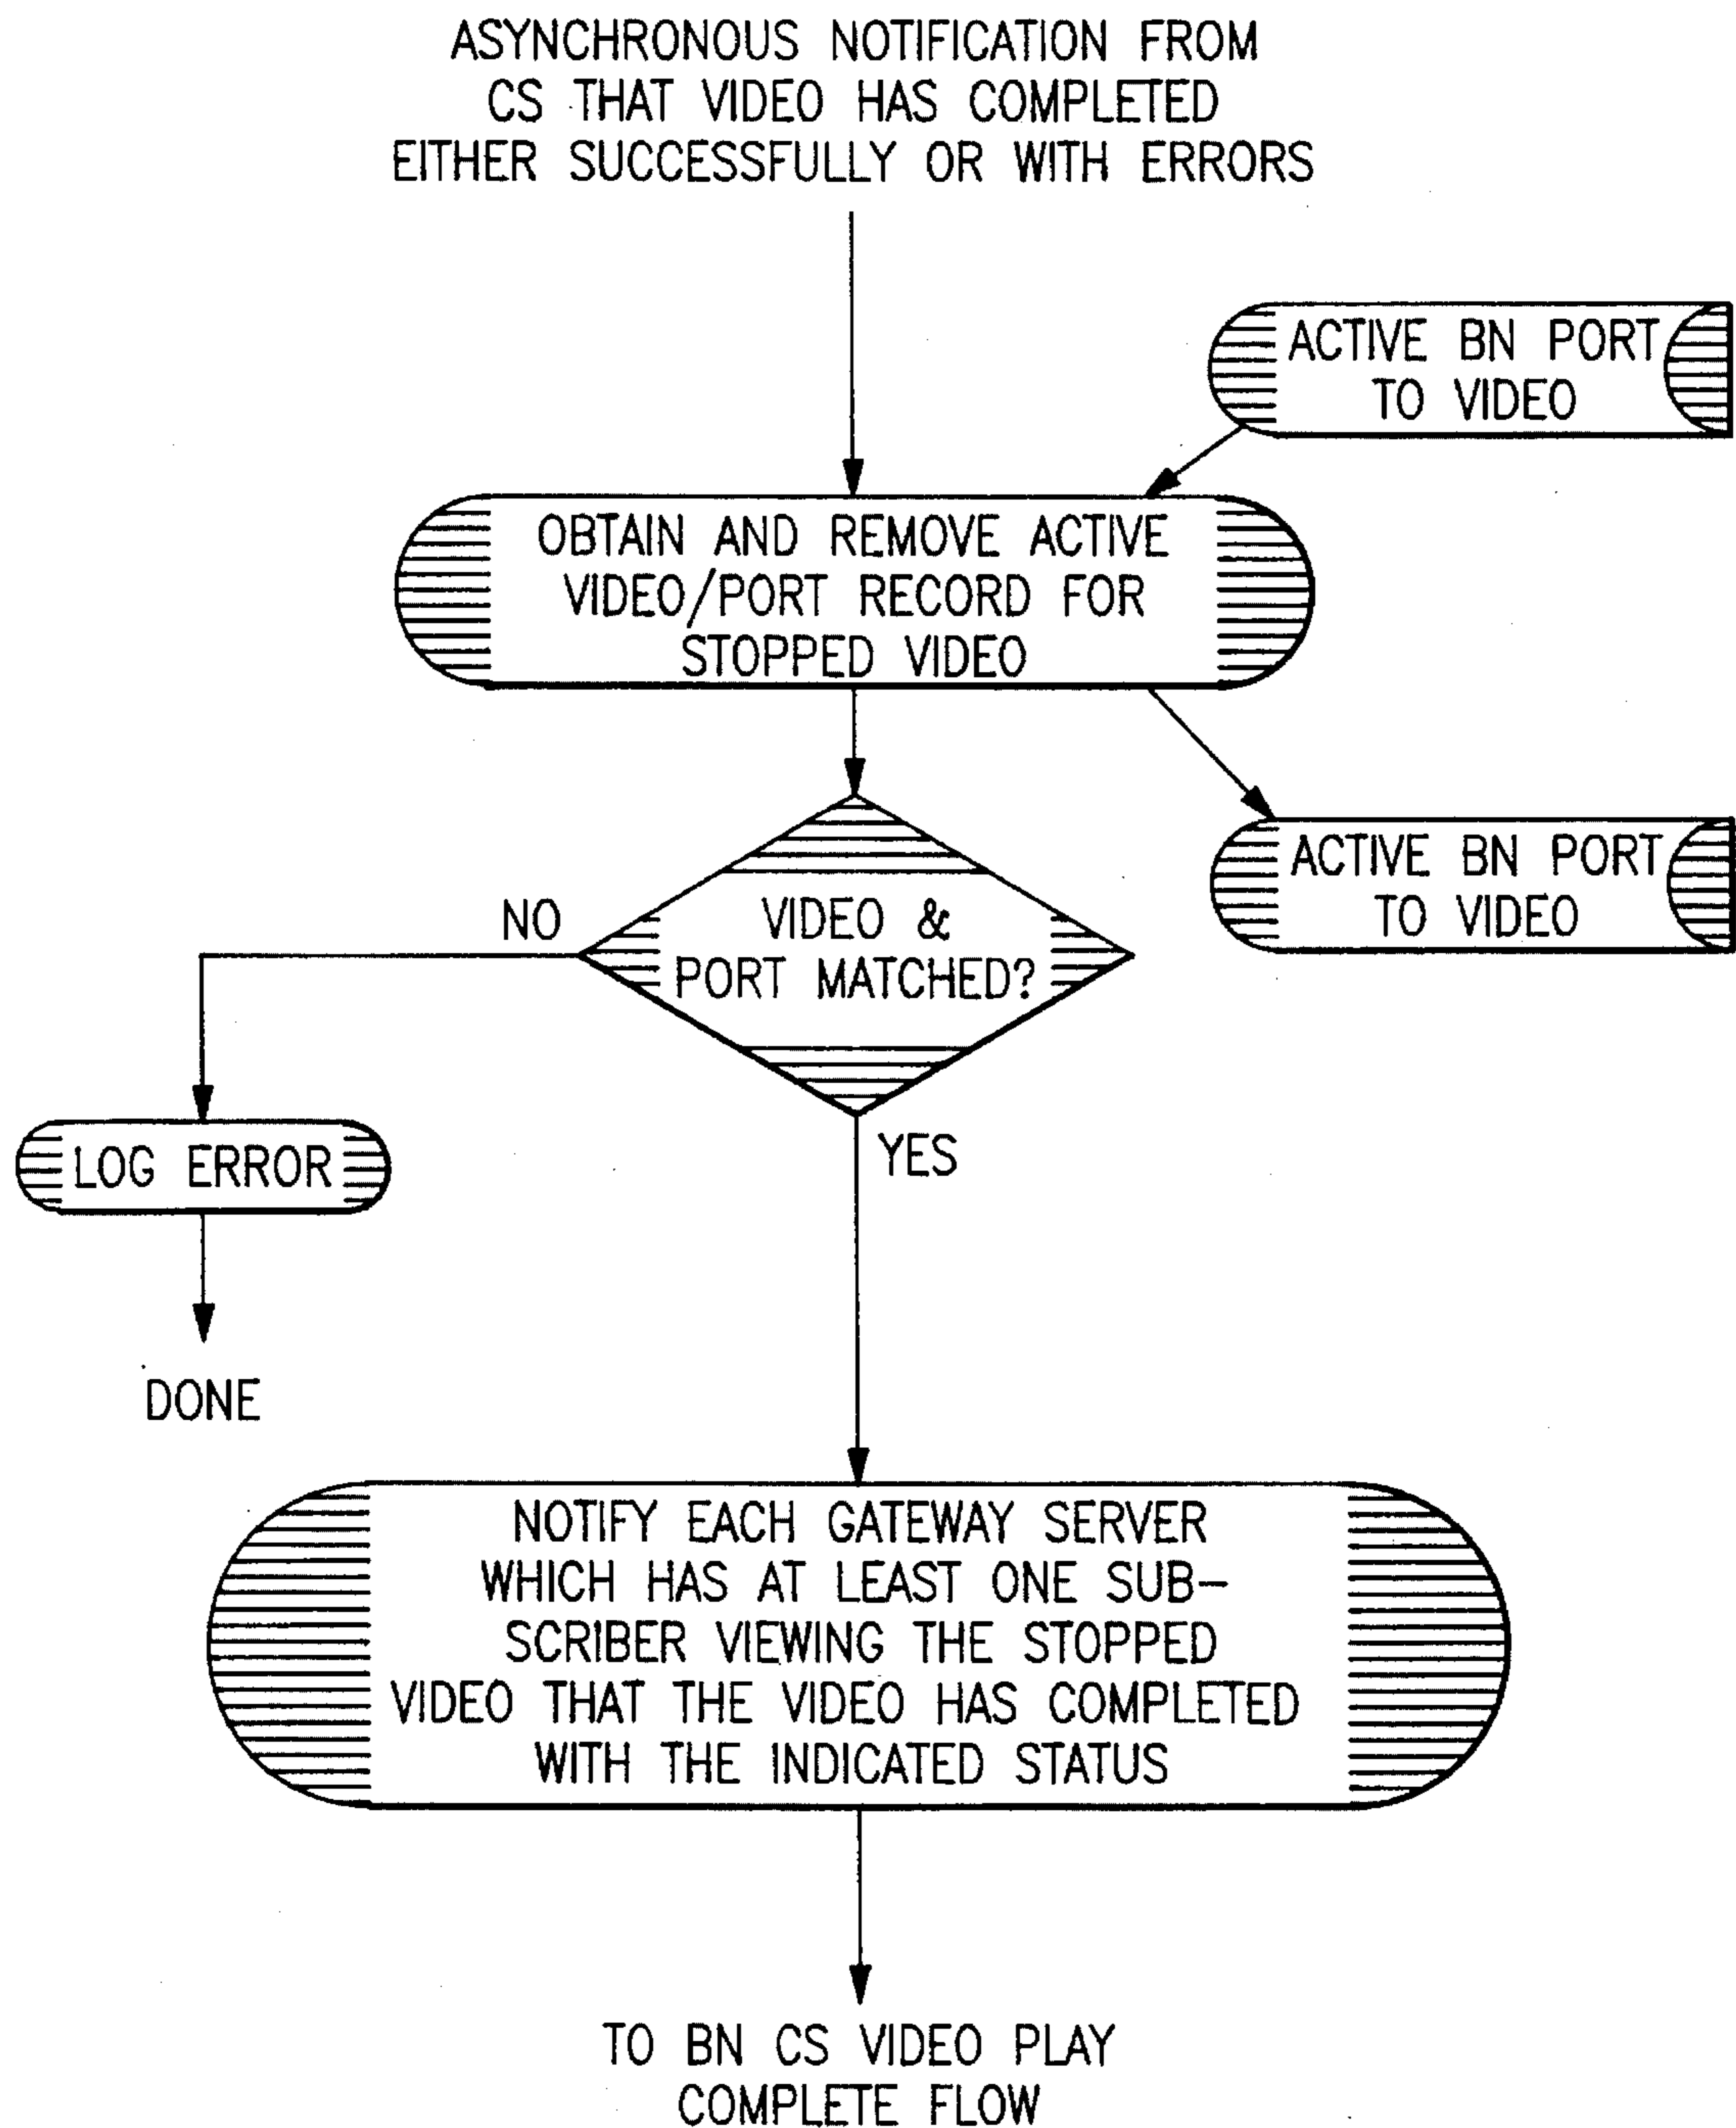 ASYNCHRONOUS NOTIFICATION FROM
CS THAT VIDEO HAS COMPLETED
EITHER SUCCESSFULLY OR WITH ERRORS
ACTIVE BN PORT
TO VIDEO
OBTAIN AND REMOVE ACTIVE
VIDEO/PORT RECORD FOR
STOPPED VIDEO
ACTIVE BN PORT
TO VIDEO
NO
VIDEO &
PORT MATCHED?
LOG ERROR
YES
DONE
NOTIFY EACH GATEWAY SERVER
WHICH HAS AT LEAST ONE SUB-
SCRIBER VIEWING THE STOPPED
VIDEO THAT THE VIDEO HAS COMPLETED
WITH THE INDICATED STATUS
TO BN CS VIDEO PLAY
COMPLETE FLOW